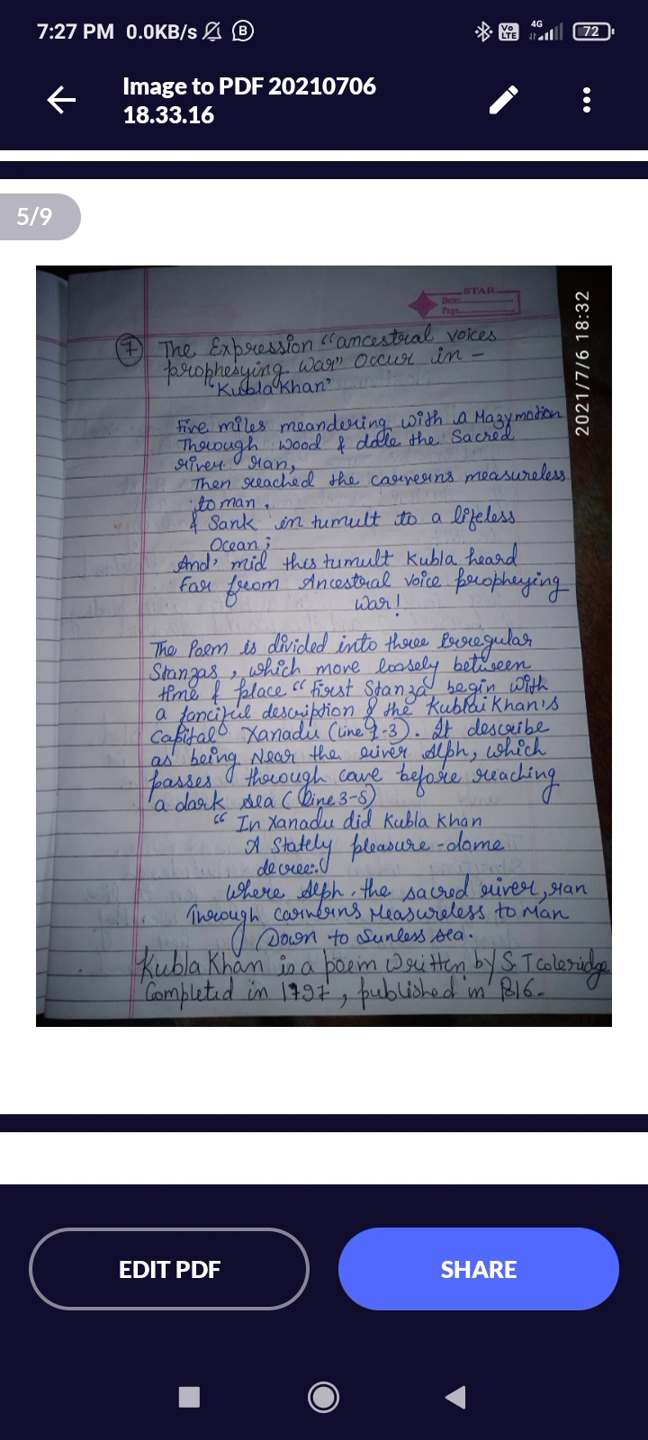 7:27 PM 0.0KB/s B 4G Vo LTE 72
Image to PDF 20210706
18.33.16
5/9
STAR
Date:
Page
2021/7/6 18:32
7 The Expression "ancestral voices
prophesying war" Occur in -
"Kubla Khan"
Five miles meandering with a Mazy motion
Through wood & dale the Sacred
river ran,
Then reached the carverns measureless
to man.
& Sank in tumult to a lifeless
Ocean;
And' mid this tumult Kubla heard
Far from Ancestral voice propheying
War!
The Poem is divided into three Irregular
Stanzas, which move loosely between
time & place "first Stanza begin with
a fanciful description of the Kublai Khan's
Capital Xanadu (Line 1-3). It describe
as being Near the river Alph, which
passes through cave before reaching
a dark sea (Line 3-5)
"In Xanadu did Kubla Khan
A Stately pleasure-dome
decree:
Where Alph, the sacred river, ran
Through carnerns Measureless to Man
Down to Sunless sea.
Kubla Khan is a poem written by S.T coleridge
Completed in 1797, published in 1816.
EDIT PDF
SHARE